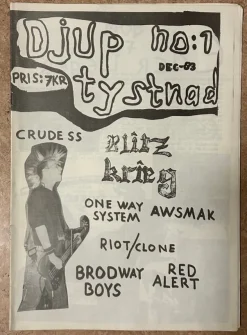 Djup no:1
DEC-83
PRIS:7KR
tystnad
CRUDE SS
Blitz
krieg
ONE WAY SYSTEM
AWSMAK
RIOT/CLONE
BRODWAY BOYS
RED ALERT